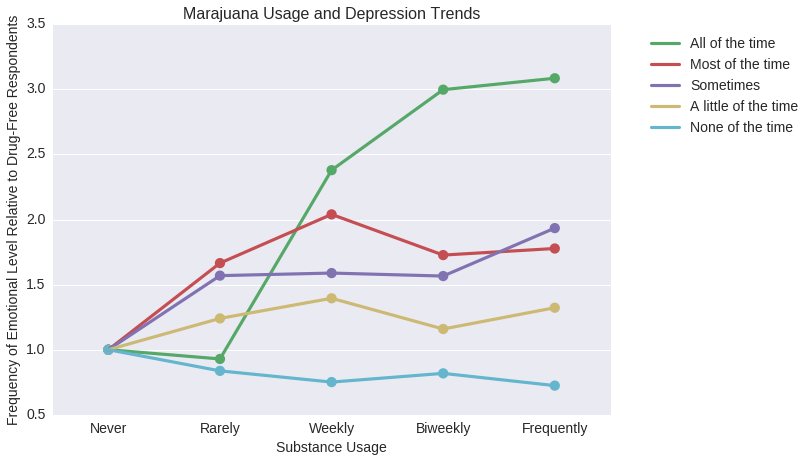 Marajuana Usage and Depression Trends
Frequency of Emotional Level Relative to Drug-Free Respondents
3.5
3.0
2.5
2.0
1.5
1.0
0.5
Never Rarely Weekly Biweekly Frequently
Substance Usage
All of the time
Most of the time
Sometimes
A little of the time
None of the time